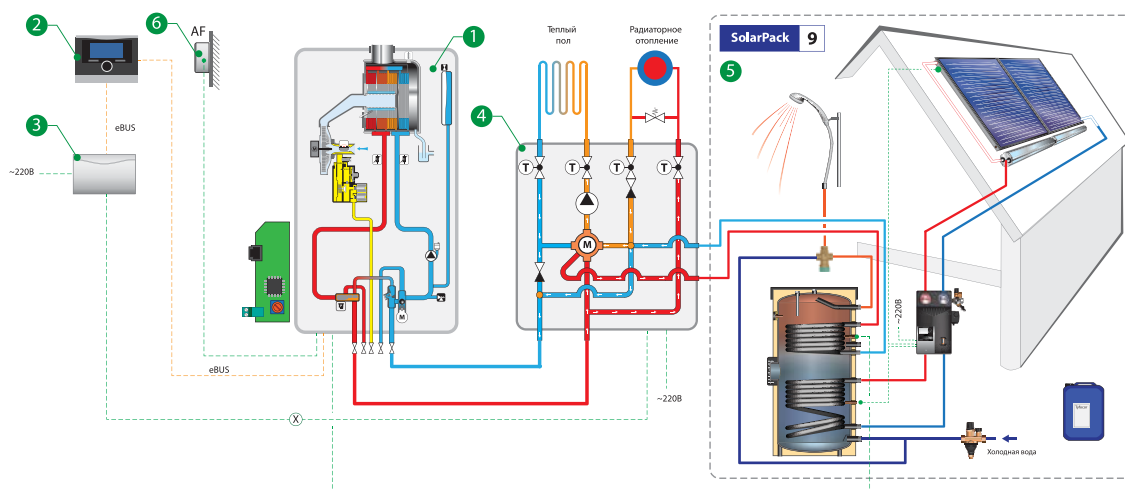 2
6
AF
1
Теплый
пол
Радиаторное
отопление
SolarPack 9
5
eBUS
3
~220В
4
T
T
T
T
M
M
M
~220В
eBUS
X
~220В
Холодная вода